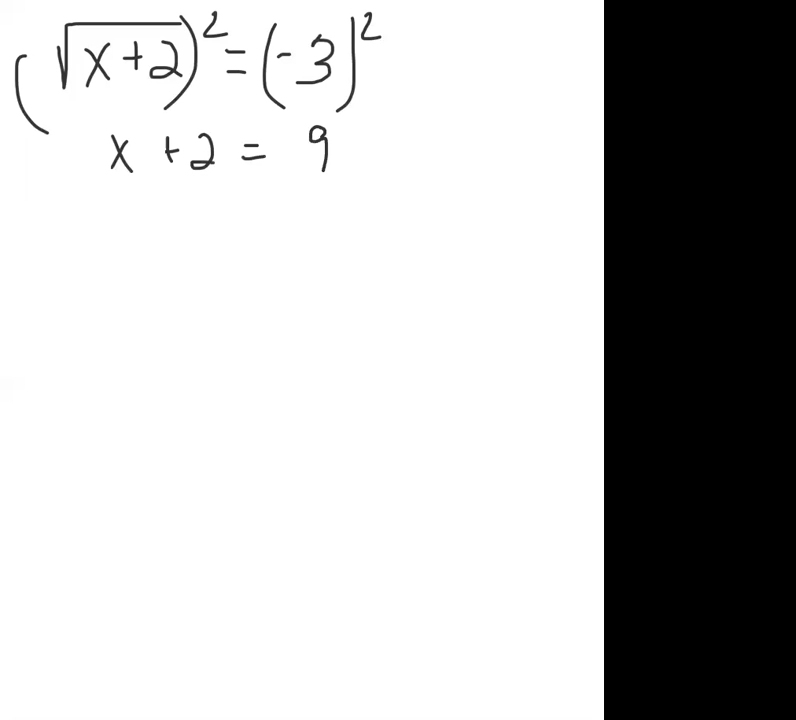 (√(x+2))² = (-3)²
x + 2 = 9